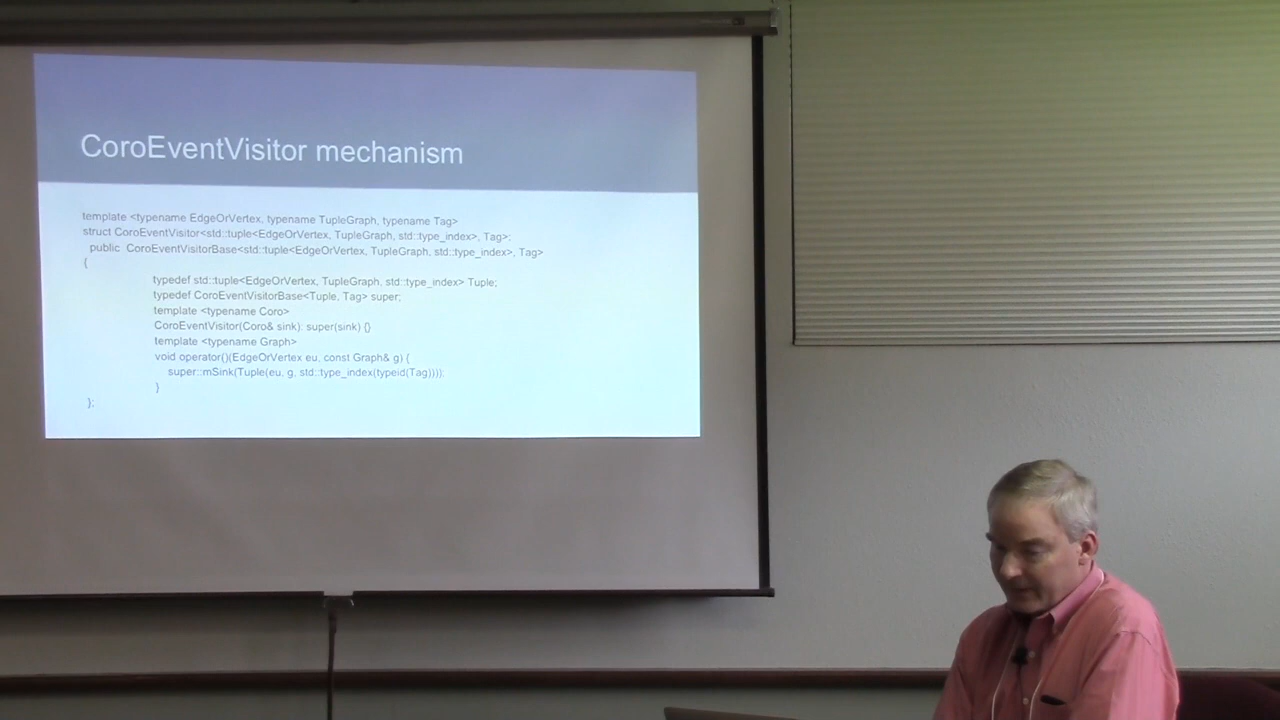 CoroEventVisitor mechanism
template <typename EdgeOrVertex, typename TupleGraph, typename Tag>
struct CoroEventVisitor<std::tuple<EdgeOrVertex, TupleGraph, std::type_index>, Tag>:
public CoroEventVisitorBase<std::tuple<EdgeOrVertex, TupleGraph, std::type_index>, Tag>
{
typedef std::tuple<EdgeOrVertex, TupleGraph, std::type_index> Tuple;
typedef CoroEventVisitorBase<Tuple, Tag> super;
template <typename Coro>
CoroEventVisitor(Coro& sink): super(sink) {}
template <typename Graph>
void operator()(EdgeOrVertex eu, const Graph& g) {
super::mSink(Tuple(eu, g, std::type_index(typeid(Tag))));
}
};